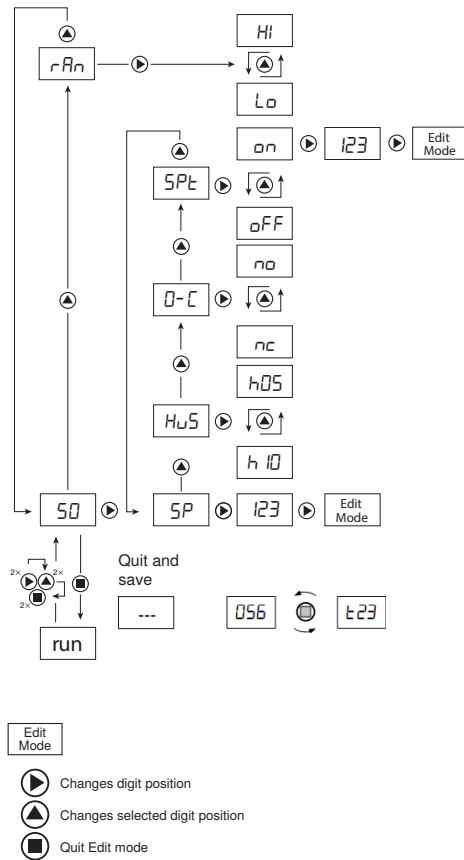 HI
rAn
Lo
on
123
Edit
Mode
SPt
oFF
no
0-C
nc
h05
HuS
h 10
50
SP
123
Edit
Mode
2×
2×
2×
Quit and
save
run
---
056
t23
Edit
Mode
Changes digit position
Changes selected digit position
Quit Edit mode